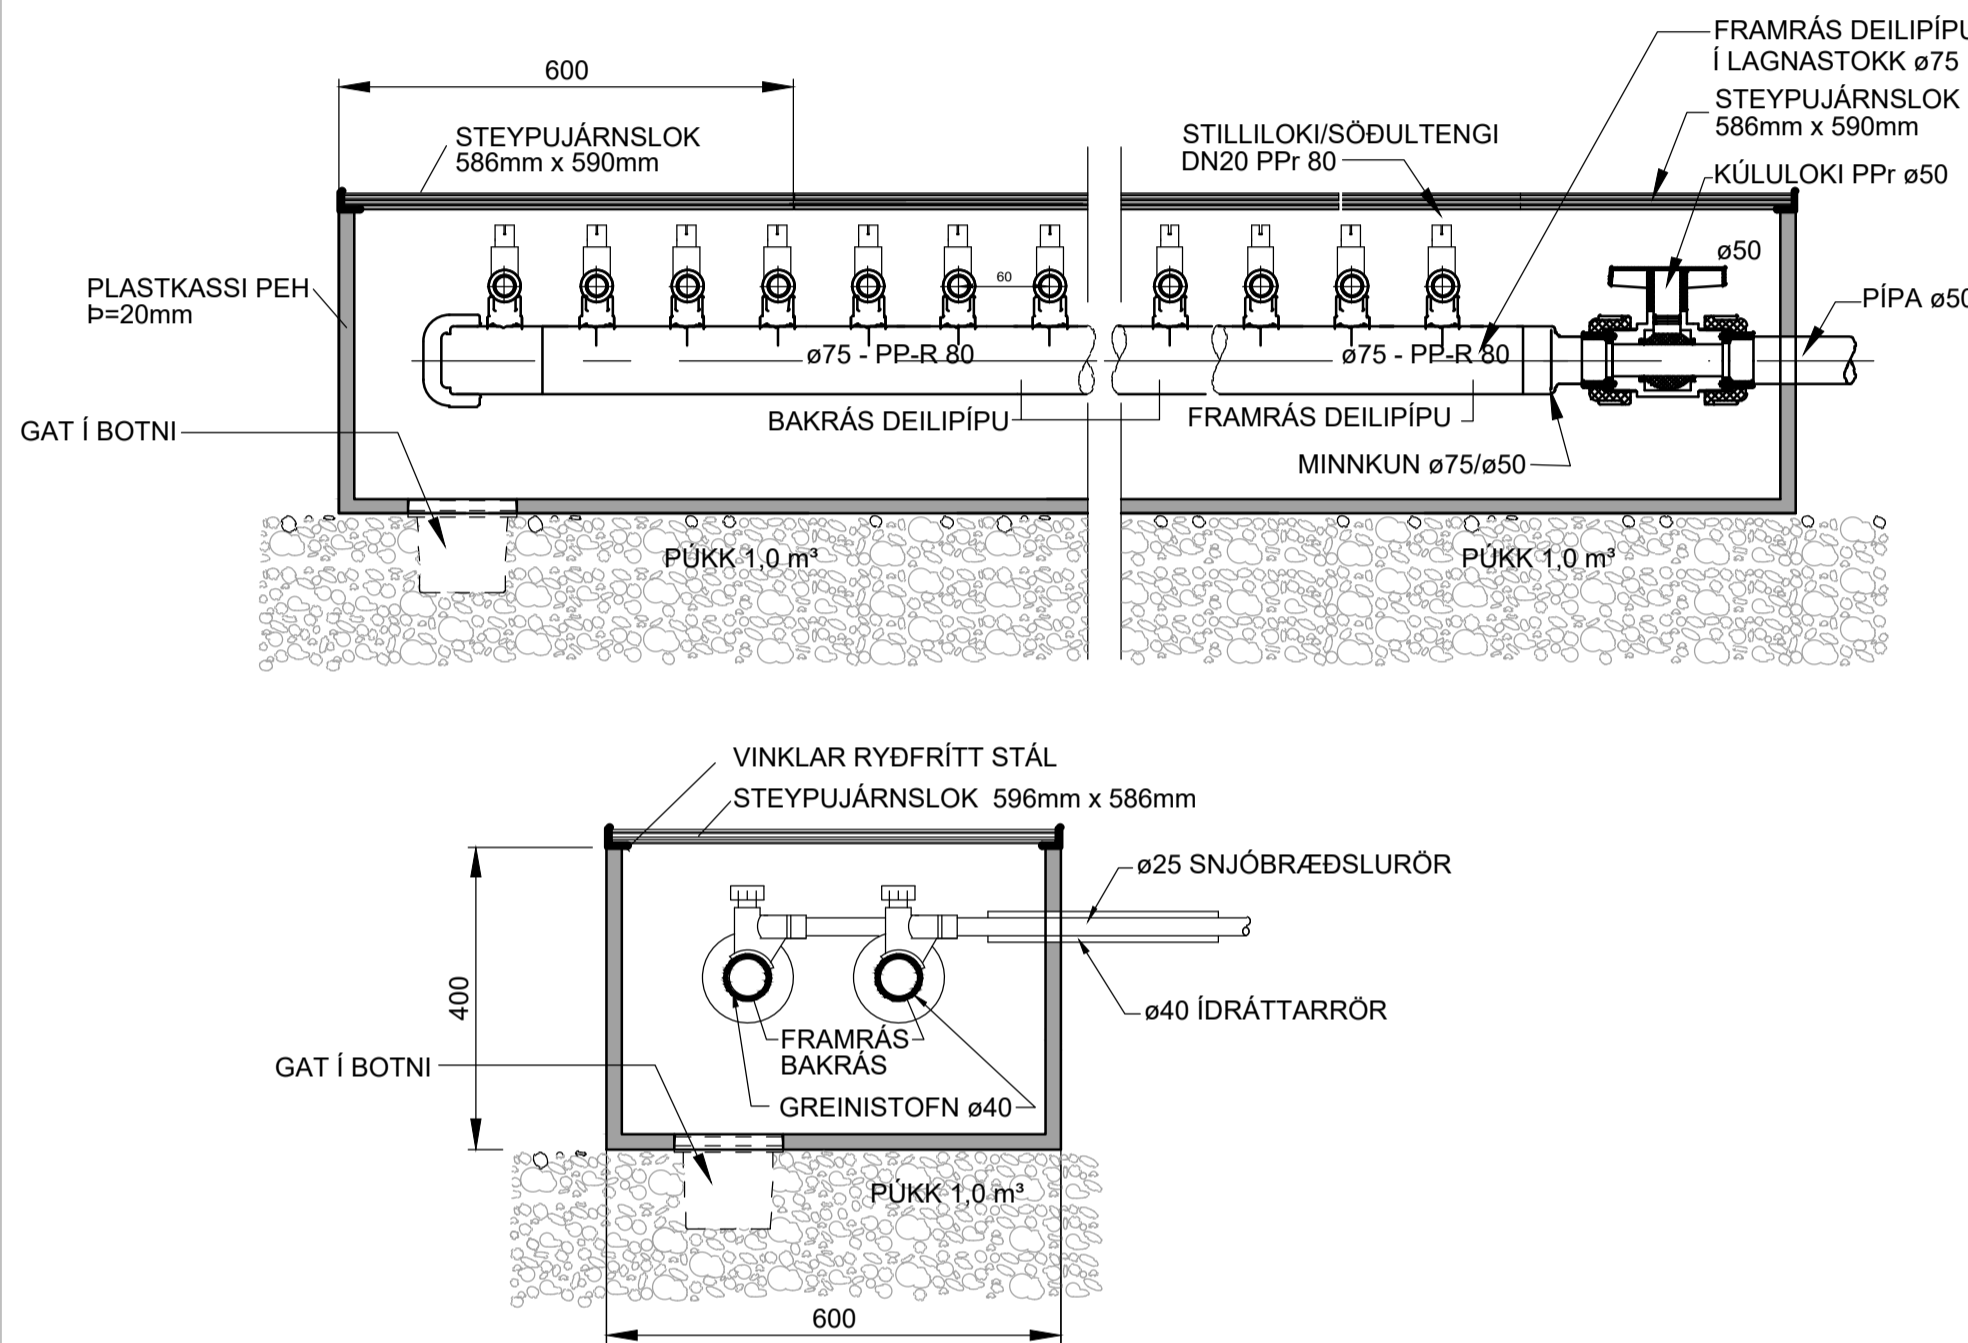 FRAMRÁS DEILIPÍPU
Í LAGNASTOKK ø75
600
STEYPUJÁRNSLOK
586mm x 590mm
STEYPUJÁRNSLOK
586mm x 590mm
STILLILOKI/SÖÐULTENGI
DN20 PPr 80
KÚLULOKI PPr ø50
ø50
60
PLASTKASSI PEH
Þ=20mm
PÍPA ø50
ø75 - PP-R 80
ø75 - PP-R 80
BAKRÁS DEILIPÍPU
FRAMRÁS DEILIPÍPU
GAT Í BOTNI
MINNKUN ø75/ø50
PÚKK 1,0 m³
PÚKK 1,0 m³
VINKLAR RYÐFRÍTT STÁL
STEYPUJÁRNSLOK 596mm x 586mm
ø25 SNJÓBRÆÐSLURÖR
400
ø40 ÍDRÁTTARRÖR
FRAMRÁS
BAKRÁS
GAT Í BOTNI
GREINISTOFN ø40
PÚKK 1,0 m³
600